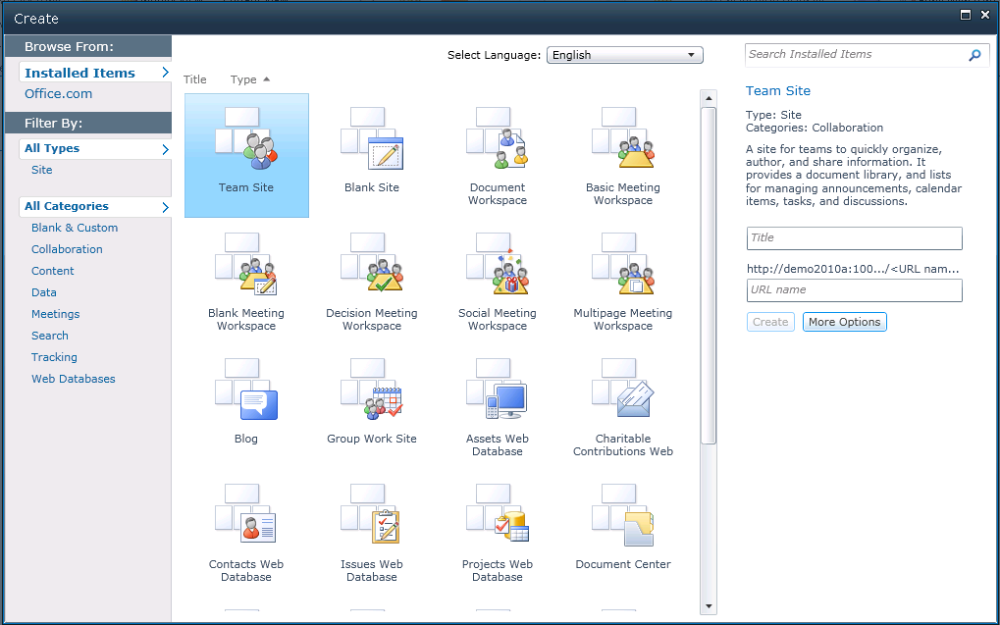 Create
Browse From:
Installed Items
Office.com
Filter By:
All Types
Site
All Categories
Blank & Custom
Collaboration
Content
Data
Meetings
Search
Tracking
Web Databases
Select Language: English
Title Type
Team Site
Blank Site
Document
Workspace
Basic Meeting
Workspace
Blank Meeting
Workspace
Decision Meeting
Workspace
Social Meeting
Workspace
Multipage Meeting
Workspace
Blog
Group Work Site
Assets Web
Database
Charitable
Contributions Web
Contacts Web
Database
Issues Web
Database
Projects Web
Database
Document Center
Search Installed Items
Team Site
Type: Site
Categories: Collaboration
A site for teams to quickly organize,
author, and share information. It
provides a document library, and lists
for managing announcements, calendar
items, tasks, and discussions.
Title
http://demo2010a:100.../<URL nam...
URL name
Create More Options